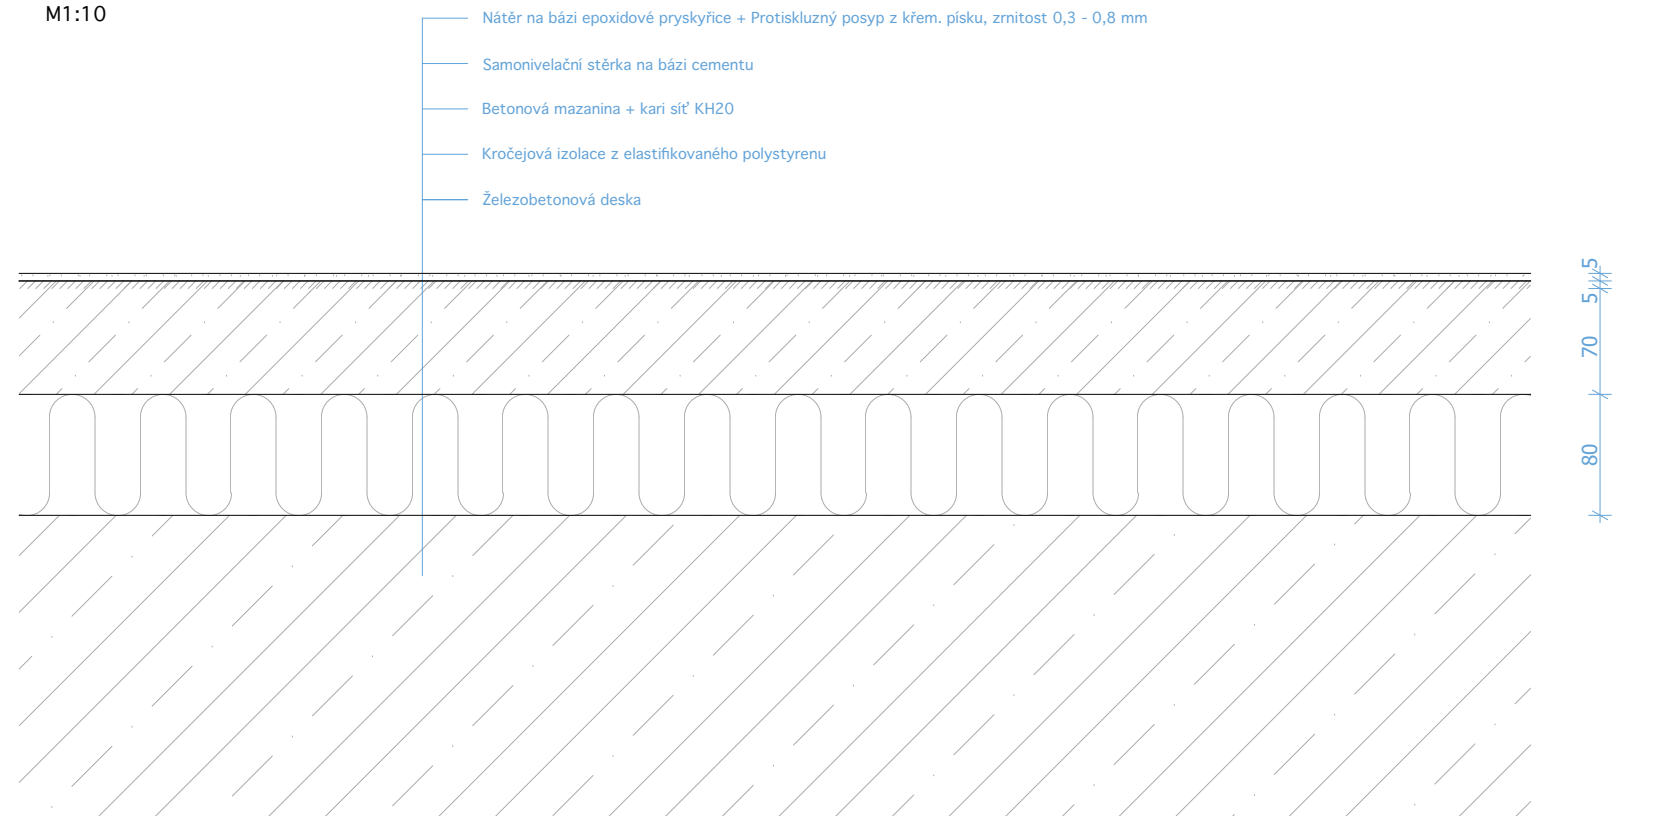 M1:10
Nátěr na bázi epoxidové pryskyřice + Protiskluzný posyp z křem. písku, zrnitost 0,3 - 0,8 mm
Samonivelační stěrka na bázi cementu
Betonová mazanina + kari síť KH20
Kročejová izolace z elastifikovaného polystyrenu
Železobetonová deska
5
5
70
80